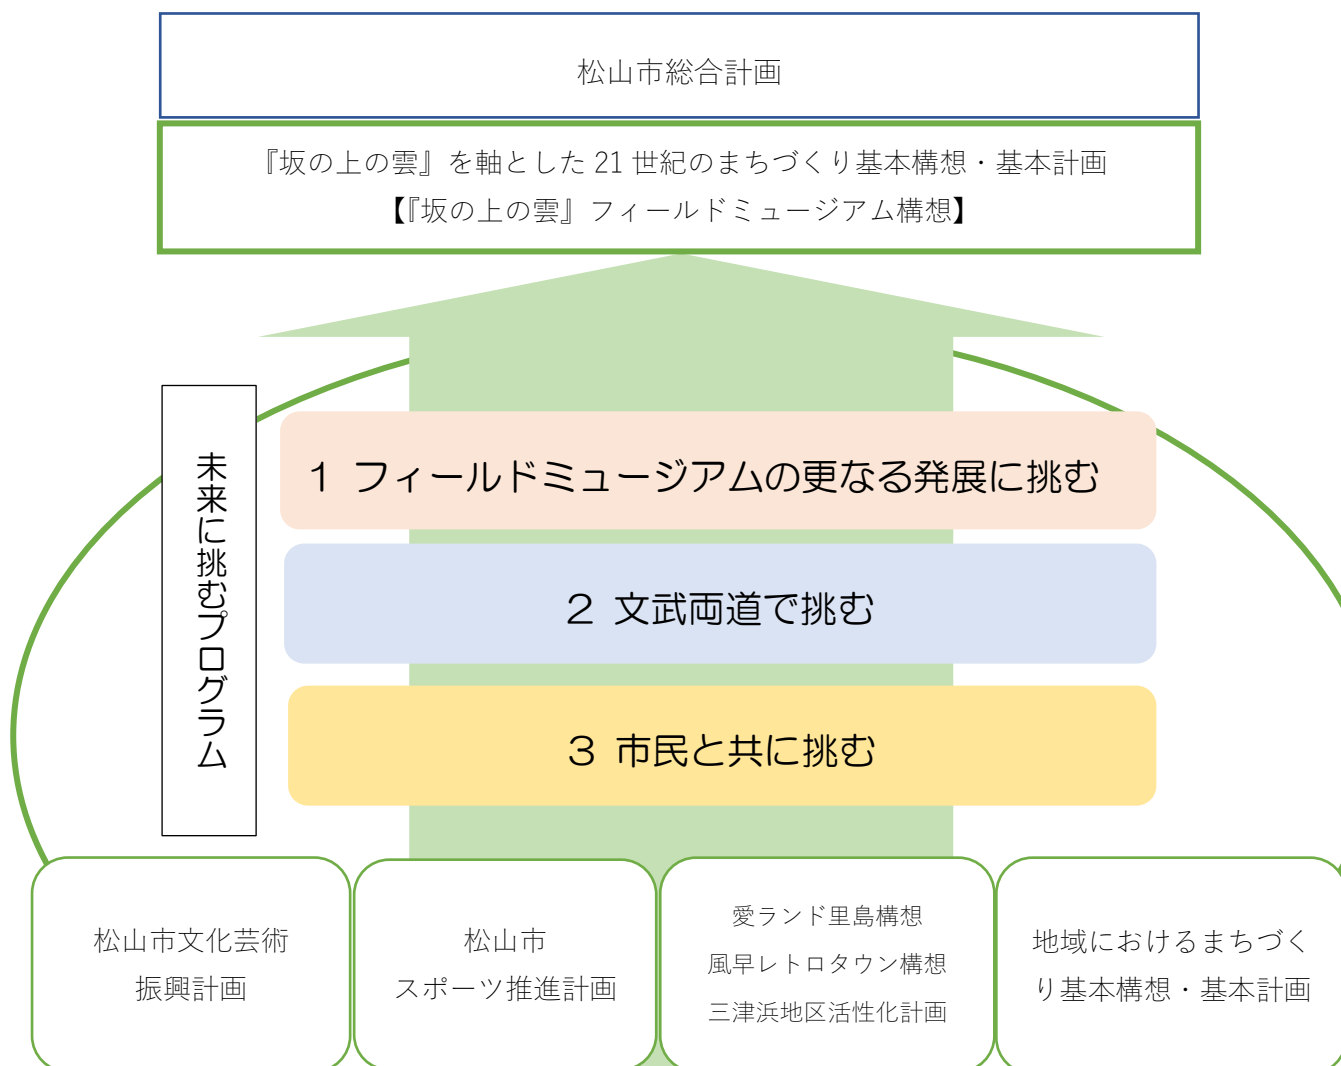 松山市総合計画
『坂の上の雲』を軸とした 21 世紀のまちづくり基本構想・基本計画
【『坂の上の雲』フィールドミュージアム構想】
未来に挑むプログラム
1 フィールドミュージアムの更なる発展に挑む
2 文武両道で挑む
3 市民と共に挑む
松山市文化芸術
振興計画
松山市
スポーツ推進計画
愛ランド里島構想
風早レトロタウン構想
三津浜地区活性化計画
地域におけるまちづく
り基本構想・基本計画